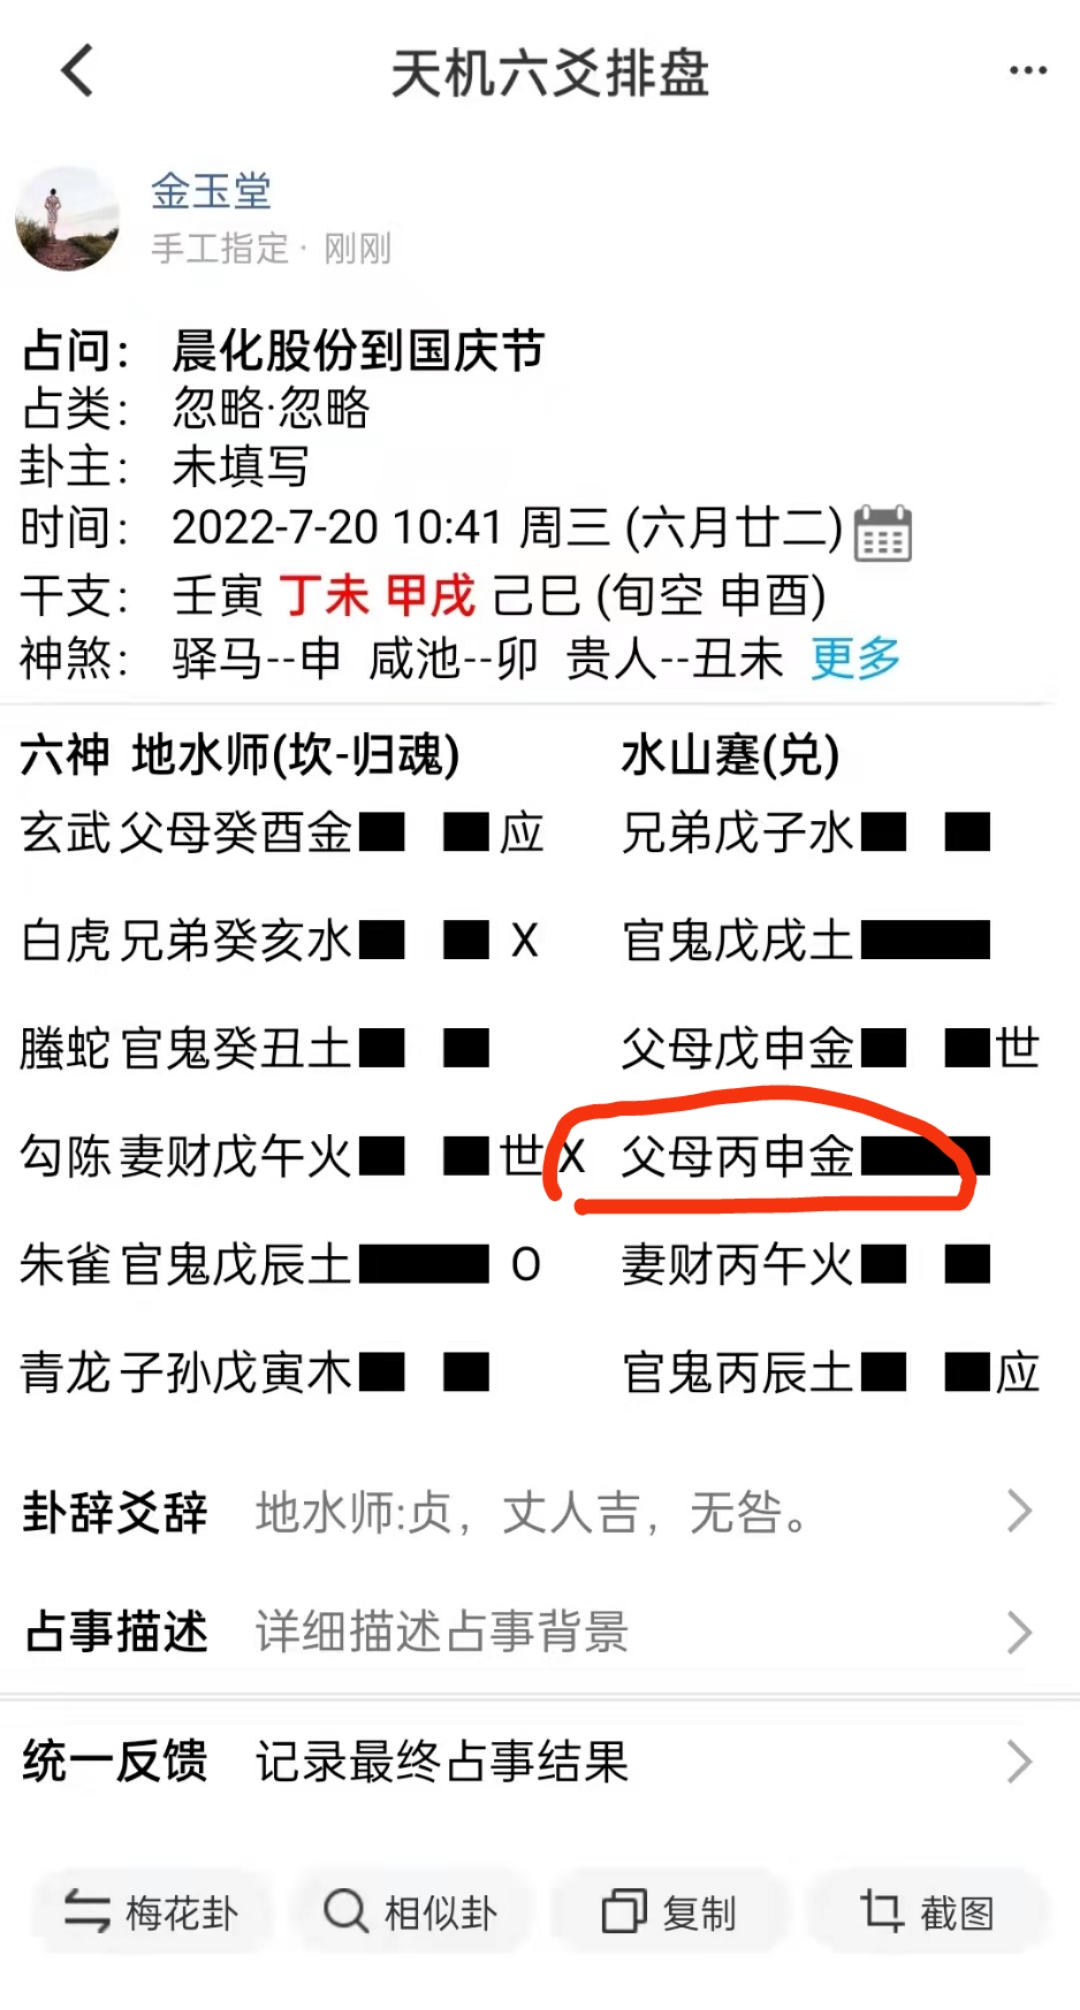 天机六爻排盘
金玉堂
手工指定· 刚刚
占问： 晨化股份到国庆节
占类： 忽略·忽略
卦主： 未填写
时间： 2022-7-20 10:41 周三 (六月廿二)
干支： 壬寅 丁未 甲戌 己巳 (旬空 申酉)
神煞： 驿马--申 咸池--卯 贵人--丑未 更多
六神 地水师(坎-归魂) 水山蹇(兑)
玄武 父母癸酉金 应 兄弟戊子水
白虎 兄弟癸亥水 X 官鬼戊戌土
螣蛇 官鬼癸丑土 父母戊申金 世
勾陈 妻财戊午火 世 X 父母丙申金
朱雀 官鬼戊辰土 O 妻财丙午火
青龙 子孙戊寅木 官鬼丙辰土 应
卦辞爻辞 地水师:贞，丈人吉，无咎。
占事描述 详细描述占事背景
统一反馈 记录最终占事结果
梅花卦 相似卦 复制 截图